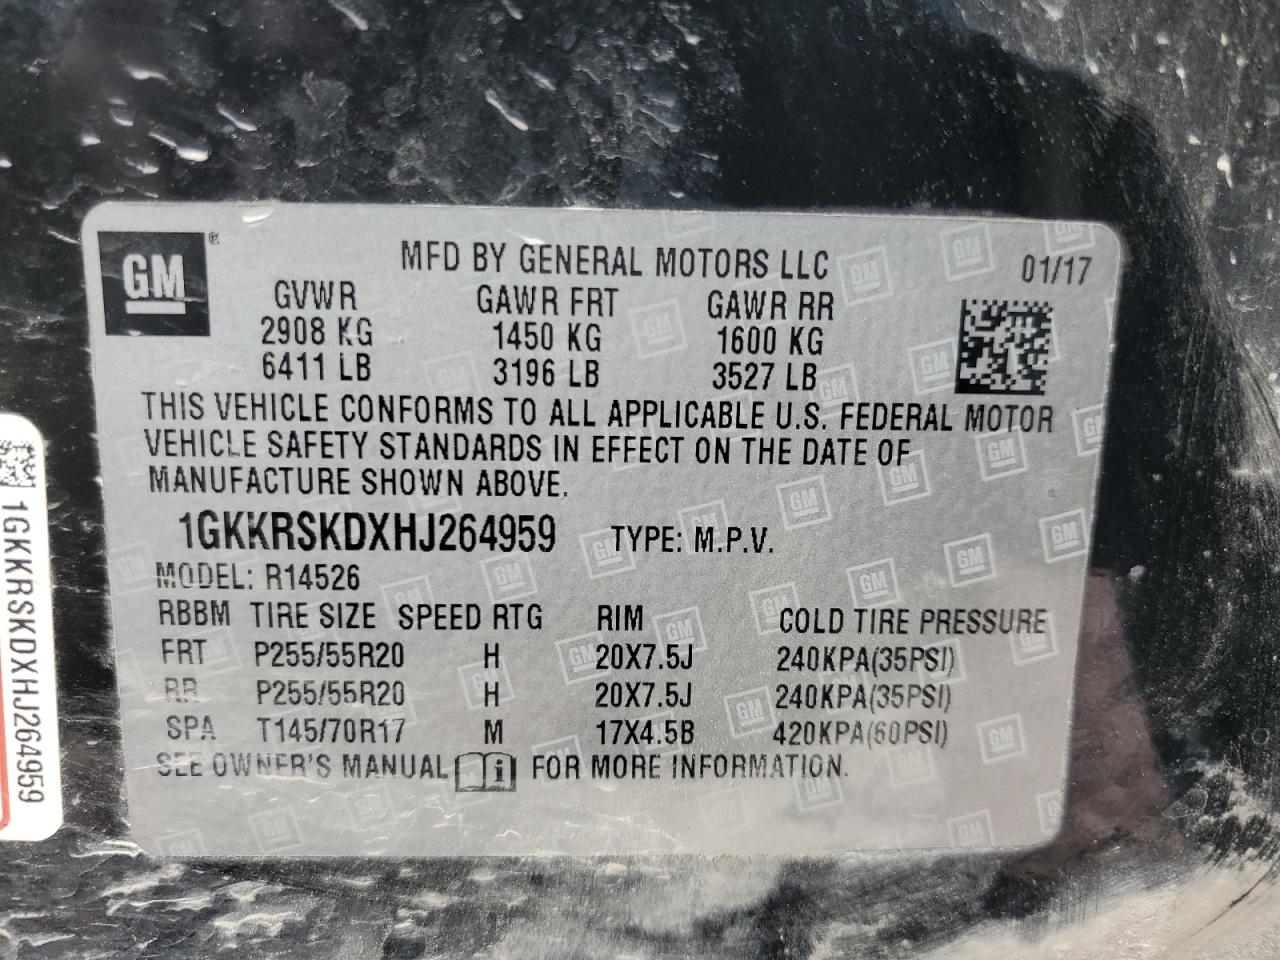 GM
MFD BY GENERAL MOTORS LLC 01/17
GVWR GAWR FRT GAWR RR
2908 KG 1450 KG 1600 KG
6411 LB 3196 LB 3527 LB
THIS VEHICLE CONFORMS TO ALL APPLICABLE U.S. FEDERAL MOTOR
VEHICLE SAFETY STANDARDS IN EFFECT ON THE DATE OF
MANUFACTURE SHOWN ABOVE.
1GKKRSKDXHJ264959 TYPE: M.P.V.
MODEL: R14526
RBBM TIRE SIZE SPEED RTG RIM COLD TIRE PRESSURE
FRT P255/55R20 H 20X7.5J 240KPA(35PSI)
RR P255/55R20 H 20X7.5J 240KPA(35PSI)
SPA T145/70R17 M 17X4.5B 420KPA(60PSI)
SEE OWNER'S MANUAL FOR MORE INFORMATION.
1GKKRSKDXHJ264959